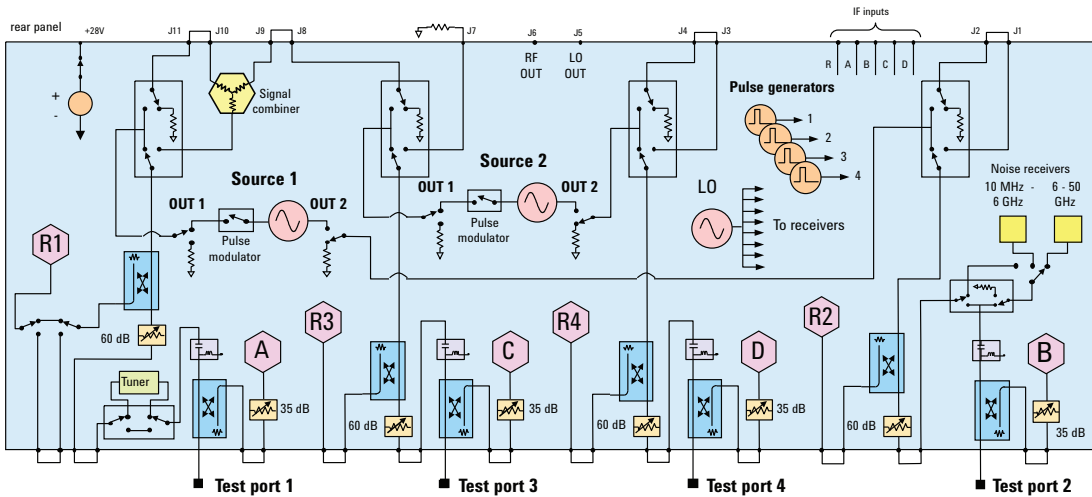 rear panel
+28V
J11
J10
J9
J8
J7
J6
J5
J4
J3
IF inputs
J2
J1
RF
OUT
LO
OUT
R
A
B
C
D
+
-
Signal
combiner
Pulse generators
1
2
3
4
Source 1
OUT 1
OUT 2
Pulse
modulator
Source 2
OUT 1
OUT 2
Pulse
modulator
LO
To receivers
Noise receivers
10 MHz -
6 GHz
6 - 50
GHz
R1
60 dB
Tuner
A
35 dB
R3
60 dB
C
35 dB
R4
60 dB
D
35 dB
R2
60 dB
B
35 dB
Test port 1
Test port 3
Test port 4
Test port 2